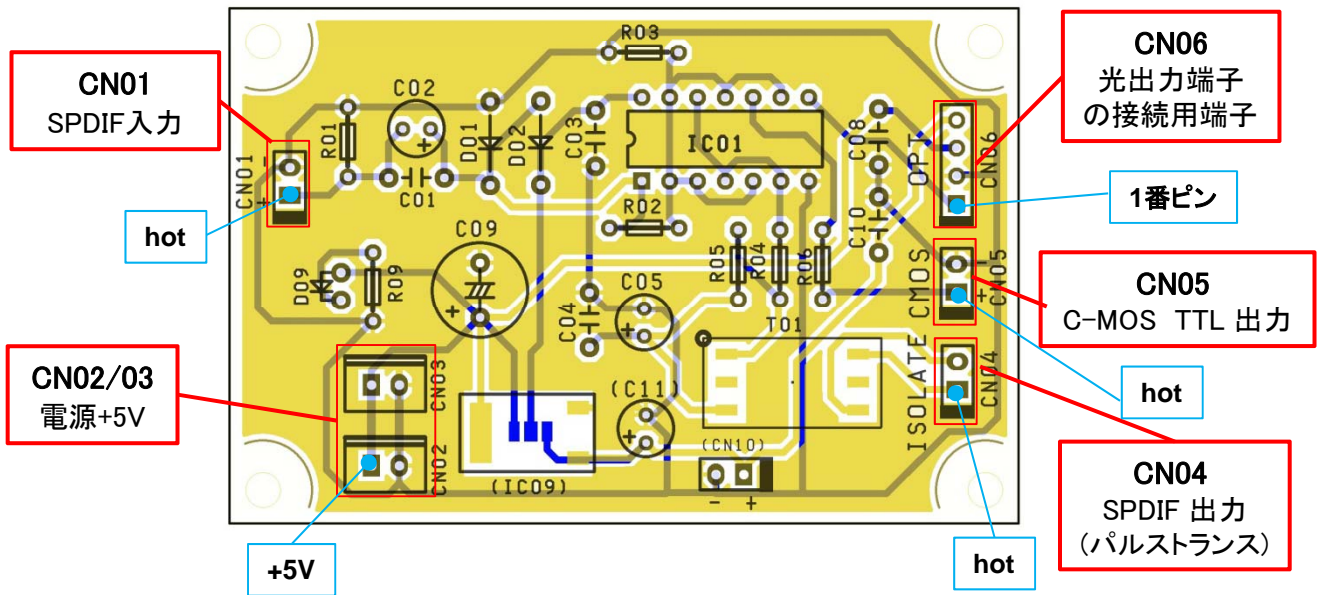 CN01
SPDIF入力
hot
CN02/03
電源+5V
+5V
CN06
光出力端子
の接続用端子
1番ピン
CN05
C-MOS TTL 出力
hot
CN04
SPDIF 出力
(パルストランス)
hot
R03
C02
R01
D01
D02
C03
IC01
C08
OPT
CN06
CN01
-
+
C01
R02
C10
C09
D09
R09
+
C04
C05
+
R05
R04
R06
CMOS
-
+
CN05
T01
ISOLATE
CN04
CN03
CN02
(IC09)
(C11)
+
(CN10)
- +
+